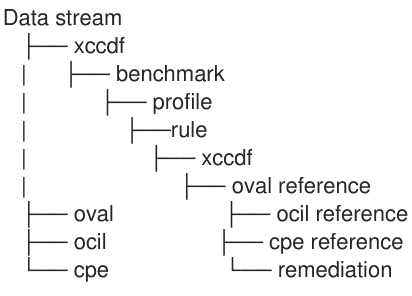 Data stream
├── xccdf
|      ├── benchmark
|            ├── profile
|                ├──rule
|                    ├── xccdf
|                        ├── oval reference
├── oval                     ├── ocil reference
├── ocil                     ├── cpe reference
└── cpe                      └── remediation